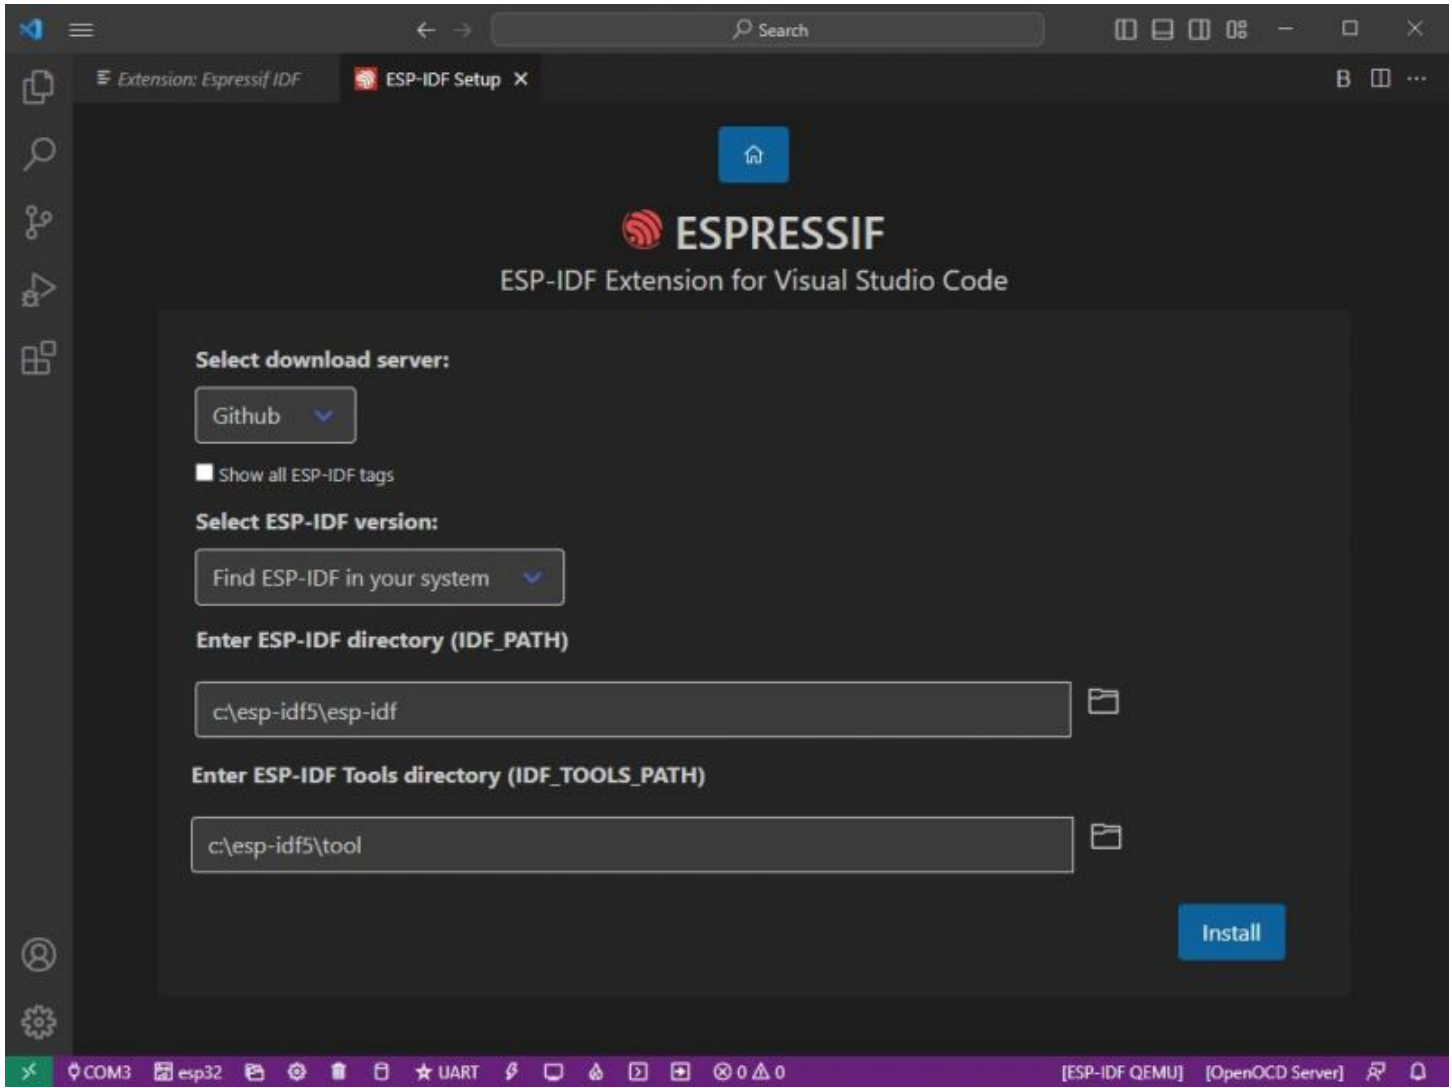 Search
Extension: Espressif IDF
ESP-IDF Setup
B
ESPRESSIF
ESP-IDF Extension for Visual Studio Code
Select download server:
Github
Show all ESP-IDF tags
Select ESP-IDF version:
Find ESP-IDF in your system
Enter ESP-IDF directory (IDF_PATH)
c:\esp-idf5\esp-idf
Enter ESP-IDF Tools directory (IDF_TOOLS_PATH)
c:\esp-idf5\tool
Install
COM3 esp32 UART 0 0 [ESP-IDF QEMU] [OpenOCD Server]